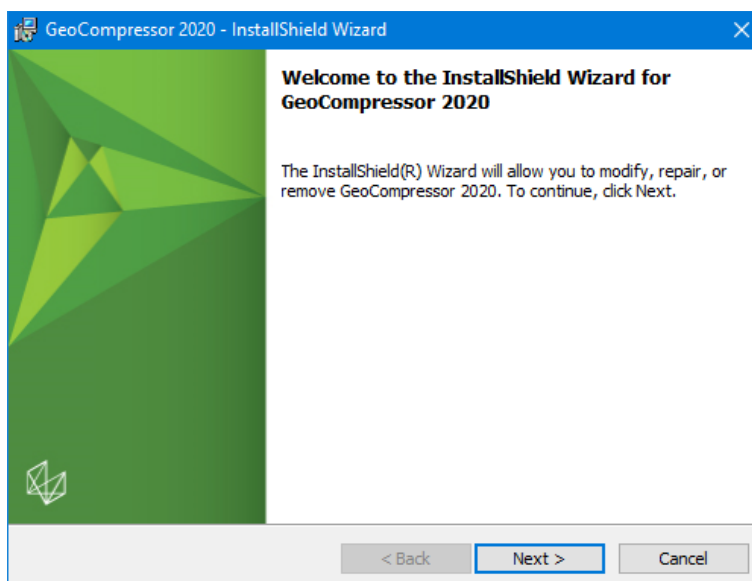 GeoCompressor 2020 - InstallShield Wizard
Welcome to the InstallShield Wizard for
GeoCompressor 2020
The InstallShield(R) Wizard will allow you to modify, repair, or
remove GeoCompressor 2020. To continue, click Next.
< Back Next > Cancel